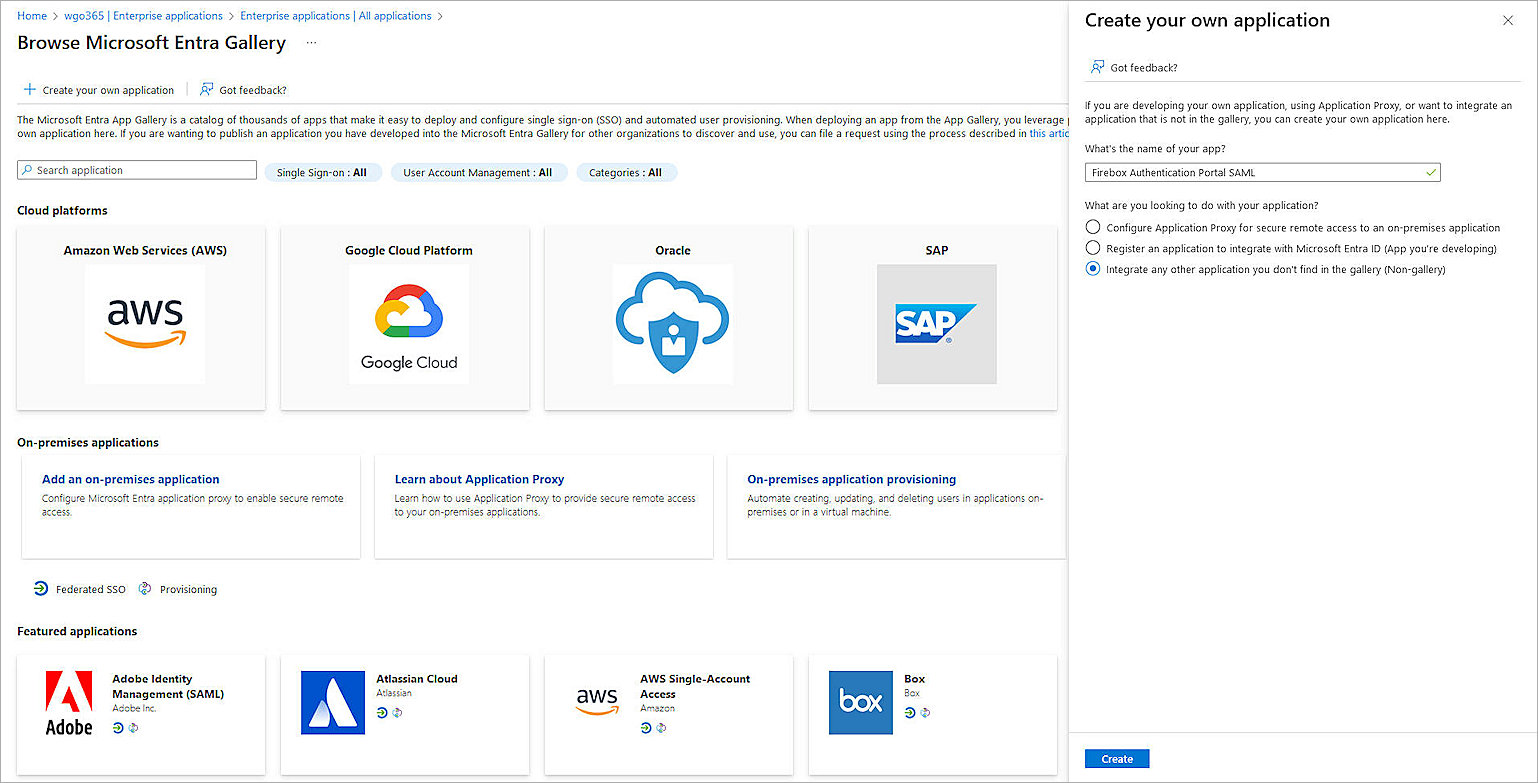 Home > wgo365 | Enterprise applications > Enterprise applications | All applications >
Browse Microsoft Entra Gallery ...
Create your own application
Got feedback?
The Microsoft Entra App Gallery is a catalog of thousands of apps that make it easy to deploy and configure single sign-on (SSO) and automated user provisioning. When deploying an app from the App Gallery, you leverage
own application here. If you are wanting to publish an application you have developed into the Microsoft Entra Gallery for other organizations to discover and use, you can file a request using the process described in this
Search application
Single Sign-on : All
User Account Management : All
Categories : All
Cloud platforms
Amazon Web Services (AWS)
aws
Google Cloud Platform
Google Cloud
Oracle
SAP
SAP
On-premises applications
Add an on-premises application
Configure Microsoft Entra application proxy to enable secure remote
access.
Learn about Application Proxy
Learn how to use Application Proxy to provide secure remote access
to your on-premises applications.
On-premises application provisioning
Automate creating, updating, and deleting users in applications on-
premises or in a virtual machine.
Federated SSO
Provisioning
Featured applications
Adobe
Adobe Identity
Management (SAML)
Adobe Inc.
Atlassian Cloud
Atlassian
aws
AWS Single-Account
Access
Amazon
box
Box
Box
Create your own application
Got feedback?
If you are developing your own application, using Application Proxy, or want to integrate an
application that is not in the gallery, you can create your own application here.
What's the name of your app?
Firebox Authentication Portal SAML
What are you looking to do with your application?
Configure Application Proxy for secure remote access to an on-premises application
Register an application to integrate with Microsoft Entra ID (App you're developing)
Integrate any other application you don't find in the gallery (Non-gallery)
Create